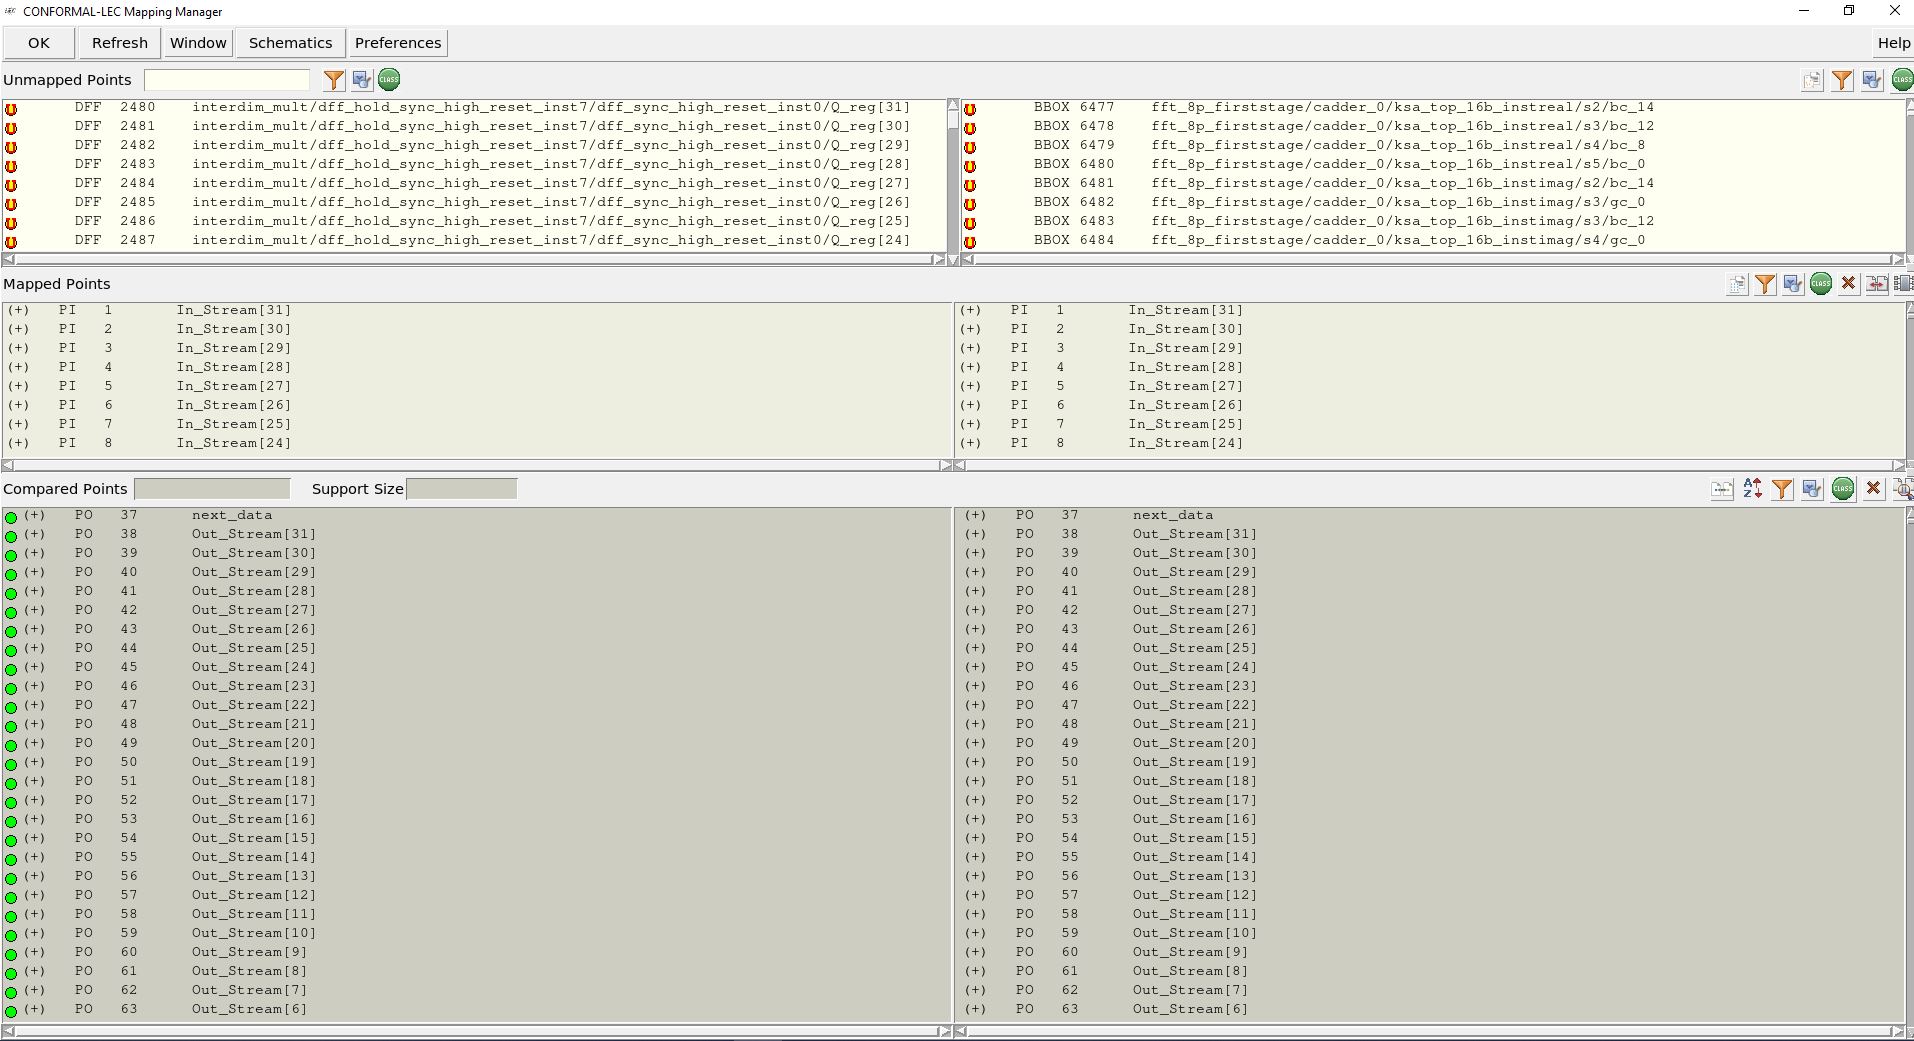 CONFORMAL-LEC Mapping Manager
OK Refresh Window Schematics Preferences Help
Unmapped Points
DFF 2480 interdim_mult/dff_hold_sync_high_reset_inst7/dff_sync_high_reset_inst0/Q_reg[31] BBOX 6477 fft_8p_firststage/cadder_0/ksa_top_16b_instreal/s2/bc_14
DFF 2481 interdim_mult/dff_hold_sync_high_reset_inst7/dff_sync_high_reset_inst0/Q_reg[30] BBOX 6478 fft_8p_firststage/cadder_0/ksa_top_16b_instreal/s3/bc_12
DFF 2482 interdim_mult/dff_hold_sync_high_reset_inst7/dff_sync_high_reset_inst0/Q_reg[29] BBOX 6479 fft_8p_firststage/cadder_0/ksa_top_16b_instreal/s4/bc_8
DFF 2483 interdim_mult/dff_hold_sync_high_reset_inst7/dff_sync_high_reset_inst0/Q_reg[28] BBOX 6480 fft_8p_firststage/cadder_0/ksa_top_16b_instreal/s5/bc_0
DFF 2484 interdim_mult/dff_hold_sync_high_reset_inst7/dff_sync_high_reset_inst0/Q_reg[27] BBOX 6481 fft_8p_firststage/cadder_0/ksa_top_16b_instimag/s2/bc_14
DFF 2485 interdim_mult/dff_hold_sync_high_reset_inst7/dff_sync_high_reset_inst0/Q_reg[26] BBOX 6482 fft_8p_firststage/cadder_0/ksa_top_16b_instimag/s3/gc_0
DFF 2486 interdim_mult/dff_hold_sync_high_reset_inst7/dff_sync_high_reset_inst0/Q_reg[25] BBOX 6483 fft_8p_firststage/cadder_0/ksa_top_16b_instimag/s3/bc_12
DFF 2487 interdim_mult/dff_hold_sync_high_reset_inst7/dff_sync_high_reset_inst0/Q_reg[24] BBOX 6484 fft_8p_firststage/cadder_0/ksa_top_16b_instimag/s4/gc_0
Mapped Points
(+) PI 1 In_Stream[31] (+) PI 1 In_Stream[31]
(+) PI 2 In_Stream[30] (+) PI 2 In_Stream[30]
(+) PI 3 In_Stream[29] (+) PI 3 In_Stream[29]
(+) PI 4 In_Stream[28] (+) PI 4 In_Stream[28]
(+) PI 5 In_Stream[27] (+) PI 5 In_Stream[27]
(+) PI 6 In_Stream[26] (+) PI 6 In_Stream[26]
(+) PI 7 In_Stream[25] (+) PI 7 In_Stream[25]
(+) PI 8 In_Stream[24] (+) PI 8 In_Stream[24]
Compared Points Support Size
(+) PO 37 next_data (+) PO 37 next_data
(+) PO 38 Out_Stream[31] (+) PO 38 Out_Stream[31]
(+) PO 39 Out_Stream[30] (+) PO 39 Out_Stream[30]
(+) PO 40 Out_Stream[29] (+) PO 40 Out_Stream[29]
(+) PO 41 Out_Stream[28] (+) PO 41 Out_Stream[28]
(+) PO 42 Out_Stream[27] (+) PO 42 Out_Stream[27]
(+) PO 43 Out_Stream[26] (+) PO 43 Out_Stream[26]
(+) PO 44 Out_Stream[25] (+) PO 44 Out_Stream[25]
(+) PO 45 Out_Stream[24] (+) PO 45 Out_Stream[24]
(+) PO 46 Out_Stream[23] (+) PO 46 Out_Stream[23]
(+) PO 47 Out_Stream[22] (+) PO 47 Out_Stream[22]
(+) PO 48 Out_Stream[21] (+) PO 48 Out_Stream[21]
(+) PO 49 Out_Stream[20] (+) PO 49 Out_Stream[20]
(+) PO 50 Out_Stream[19] (+) PO 50 Out_Stream[19]
(+) PO 51 Out_Stream[18] (+) PO 51 Out_Stream[18]
(+) PO 52 Out_Stream[17] (+) PO 52 Out_Stream[17]
(+) PO 53 Out_Stream[16] (+) PO 53 Out_Stream[16]
(+) PO 54 Out_Stream[15] (+) PO 54 Out_Stream[15]
(+) PO 55 Out_Stream[14] (+) PO 55 Out_Stream[14]
(+) PO 56 Out_Stream[13] (+) PO 56 Out_Stream[13]
(+) PO 57 Out_Stream[12] (+) PO 57 Out_Stream[12]
(+) PO 58 Out_Stream[11] (+) PO 58 Out_Stream[11]
(+) PO 59 Out_Stream[10] (+) PO 59 Out_Stream[10]
(+) PO 60 Out_Stream[9] (+) PO 60 Out_Stream[9]
(+) PO 61 Out_Stream[8] (+) PO 61 Out_Stream[8]
(+) PO 62 Out_Stream[7] (+) PO 62 Out_Stream[7]
(+) PO 63 Out_Stream[6] (+) PO 63 Out_Stream[6]